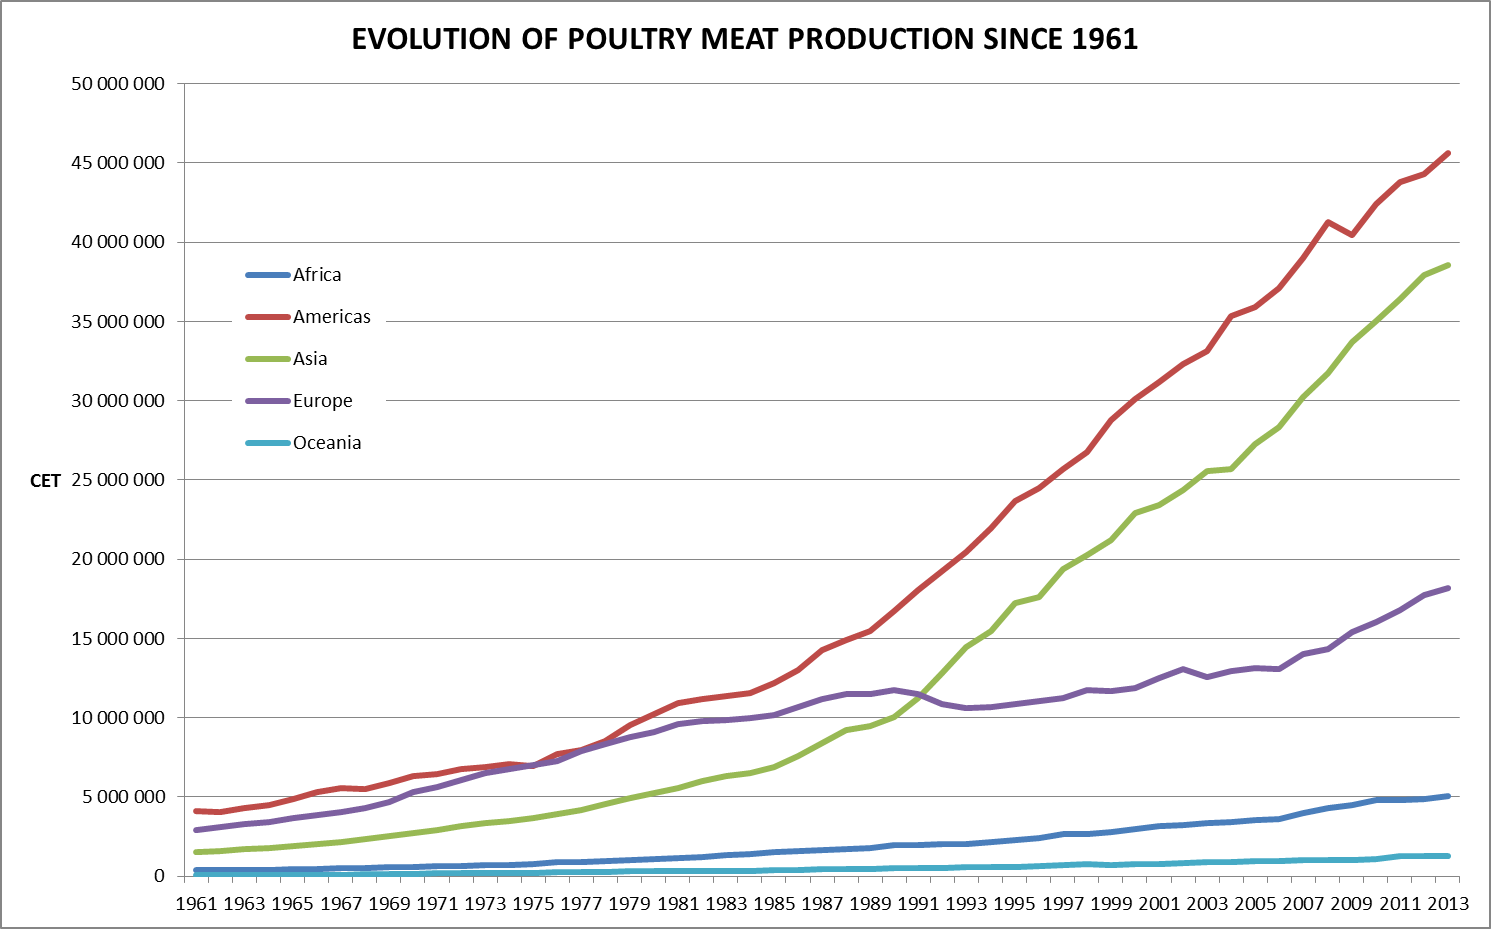 EVOLUTION OF POULTRY MEAT PRODUCTION SINCE 1961
50 000 000
45 000 000
40 000 000
35 000 000
30 000 000
25 000 000
20 000 000
15 000 000
10 000 000
5 000 000
0
CET
Africa
Americas
Asia
Europe
Oceania
1961 1963 1965 1967 1969 1971 1973 1975 1977 1979 1981 1983 1985 1987 1989 1991 1993 1995 1997 1999 2001 2003 2005 2007 2009 2011 2013